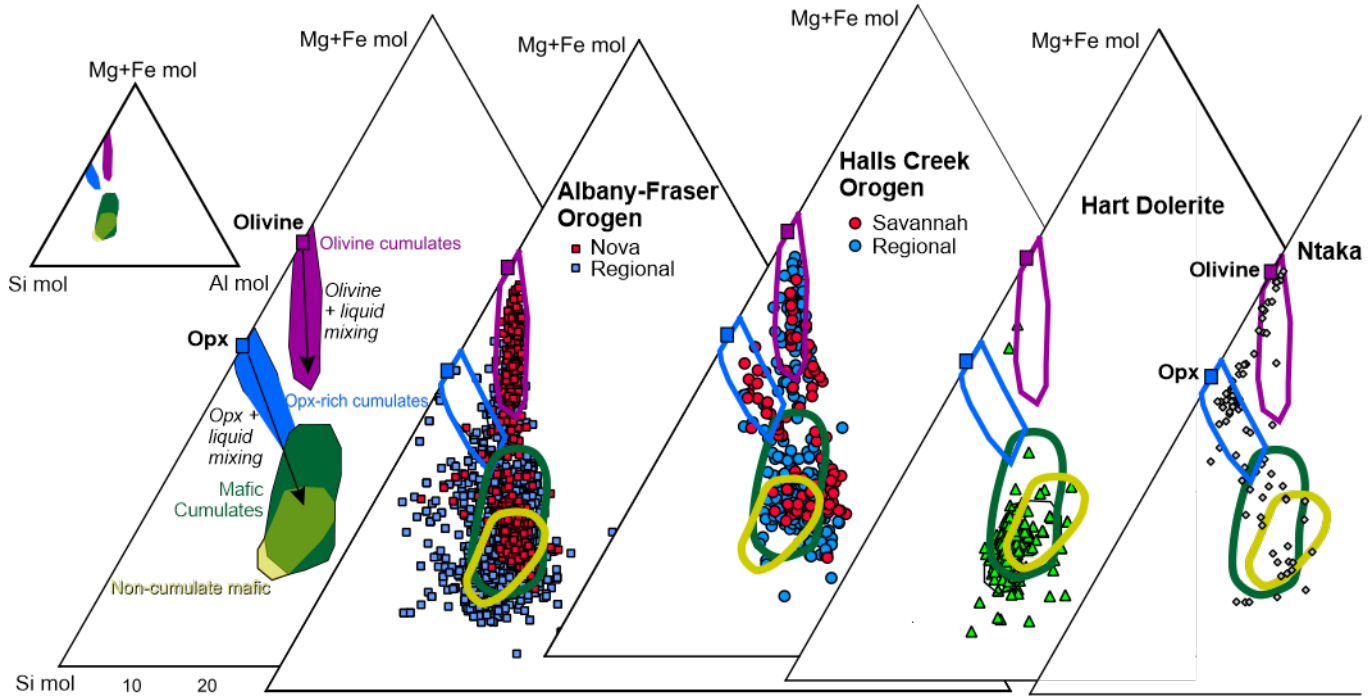 Mg+Fe mol
Si mol
Al mol
Mg+Fe mol
Olivine
Olivine cumulates
Olivine
+ liquid
mixing
Opx
Opx-rich cumulates
Opx +
liquid
mixing
Mafic
Cumulates
Non-cumulate mafic
Si mol
10
20
Mg+Fe mol
Albany-Fraser
Orogen
Nova
Regional
Mg+Fe mol
Halls Creek
Orogen
Savannah
Regional
Mg+Fe mol
Hart Dolerite
Ntaka
Olivine
Opx